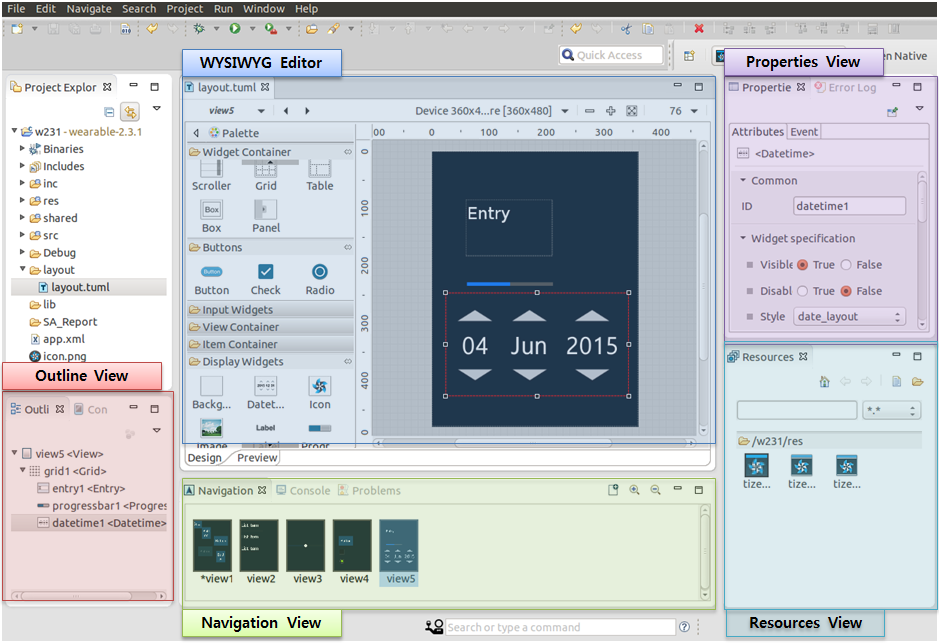 File Edit Navigate Search Project Run Window Help
Quick Access
en Native
WYSIWYG Editor
Properties View
Project Explor
w231 - wearable-2.3.1
Binaries
Includes
inc
res
shared
src
Debug
layout
layout.tuml
lib
SA_Report
app.xml
icon.png
Outline View
Outli
Con
view5 <View>
grid1 <Grid>
entry1 <Entry>
progressbar1 <Progres
datetime1 <Datetime>
layout.tuml
view5
Device 360x4...re [360x480]
76
Palette
Widget Container
Scroller Grid Table
Box
Box Panel
Buttons
Button
Button Check Radio
Input Widgets
View Container
Item Container
Display Widgets
Backg... Datet... Icon
Label
Image Progr
00 0 100 200 300 400
0
100
200
300
400
Entry
04 Jun 2015
Design Preview
Navigation Console Problems
*view1 view2 view3 view4 view5
Navigation View
Search or type a command
Propertie Error Log
Attributes Event
<Datetime>
Common
ID datetime1
Widget specification
Visible True False
Disabl True False
Style date_layout
Resources
*.*
/w231/res
tize... tize... tize...
Resources View